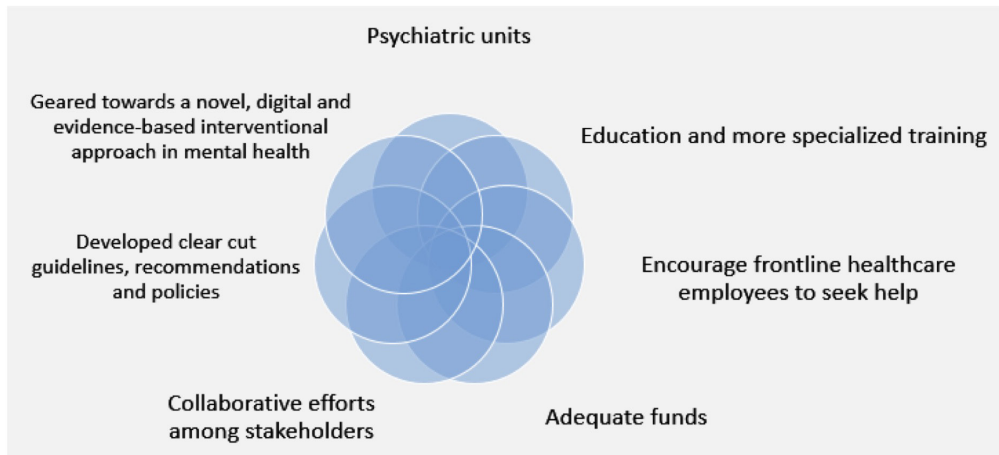 Psychiatric units
Geared towards a novel, digital and
evidence-based interventional
approach in mental health
Education and more specialized training
Developed clear cut
guidelines, recommendations
and policies
Encourage frontline healthcare
employees to seek help
Collaborative efforts
among stakeholders
Adequate funds